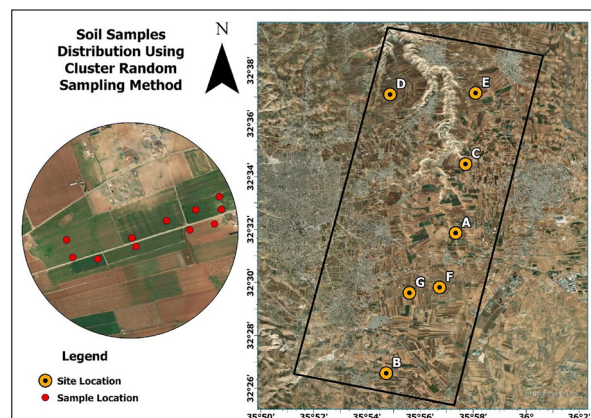 Soil Samples
Distribution Using
Cluster Random
Sampling Method
N
Legend
Site Location
Sample Location
D
E
C
A
G
F
B
32°38'
32°36'
32°34'
32°32'
32°30'
32°28'
32°26'
35°50'
35°52'
35°54'
35°56'
35°58'
36°